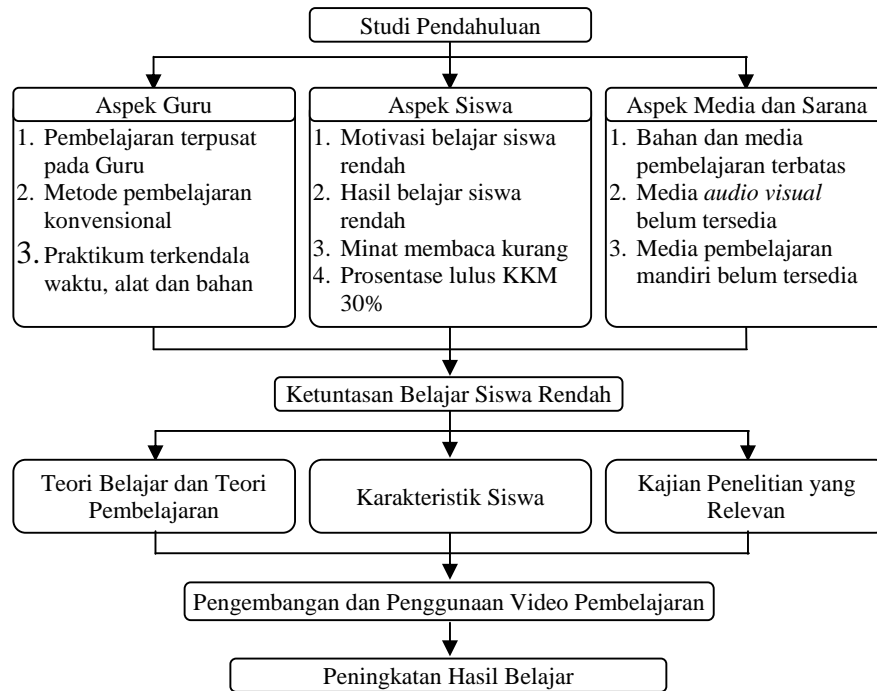 Studi Pendahuluan
Aspek Guru
1. Pembelajaran terpusat
pada Guru
2. Metode pembelajaran
konvensional
3. Praktikum terkendala
waktu, alat dan bahan
Aspek Siswa
1. Motivasi belajar siswa
rendah
2. Hasil belajar siswa
rendah
3. Minat membaca kurang
4. Prosentase lulus KKM
30%
Aspek Media dan Sarana
1. Bahan dan media
pembelajaran terbatas
2. Media audio visual
belum tersedia
3. Media pembelajaran
mandiri belum tersedia
Ketuntasan Belajar Siswa Rendah
Teori Belajar dan Teori
Pembelajaran
Karakteristik Siswa
Kajian Penelitian yang
Relevan
Pengembangan dan Penggunaan Video Pembelajaran
Peningkatan Hasil Belajar